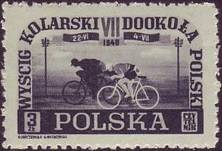 WYŚCIG KOLARSKI VII DOOKOŁA POLSKI
22-VI 1948 4-VII
3 ZŁ
POLSKA